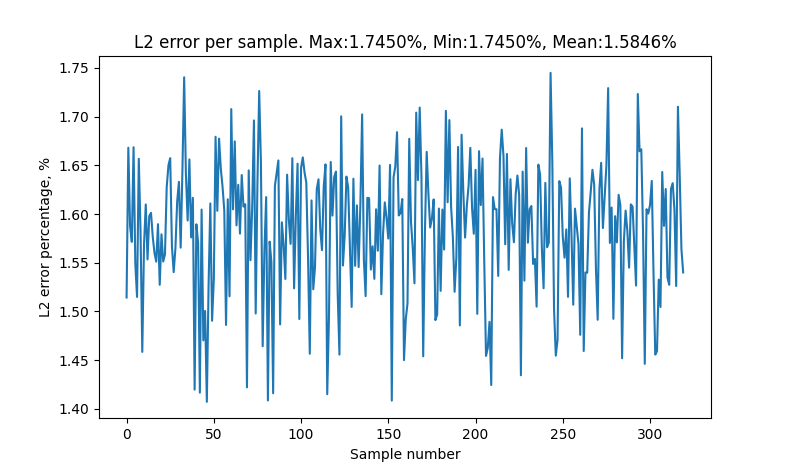 L2 error per sample. Max:1.7450%, Min:1.7450%, Mean:1.5846%
1.75
1.70
1.65
1.60
1.55
1.50
1.45
1.40
L2 error percentage, %
0 50 100 150 200 250 300
Sample number